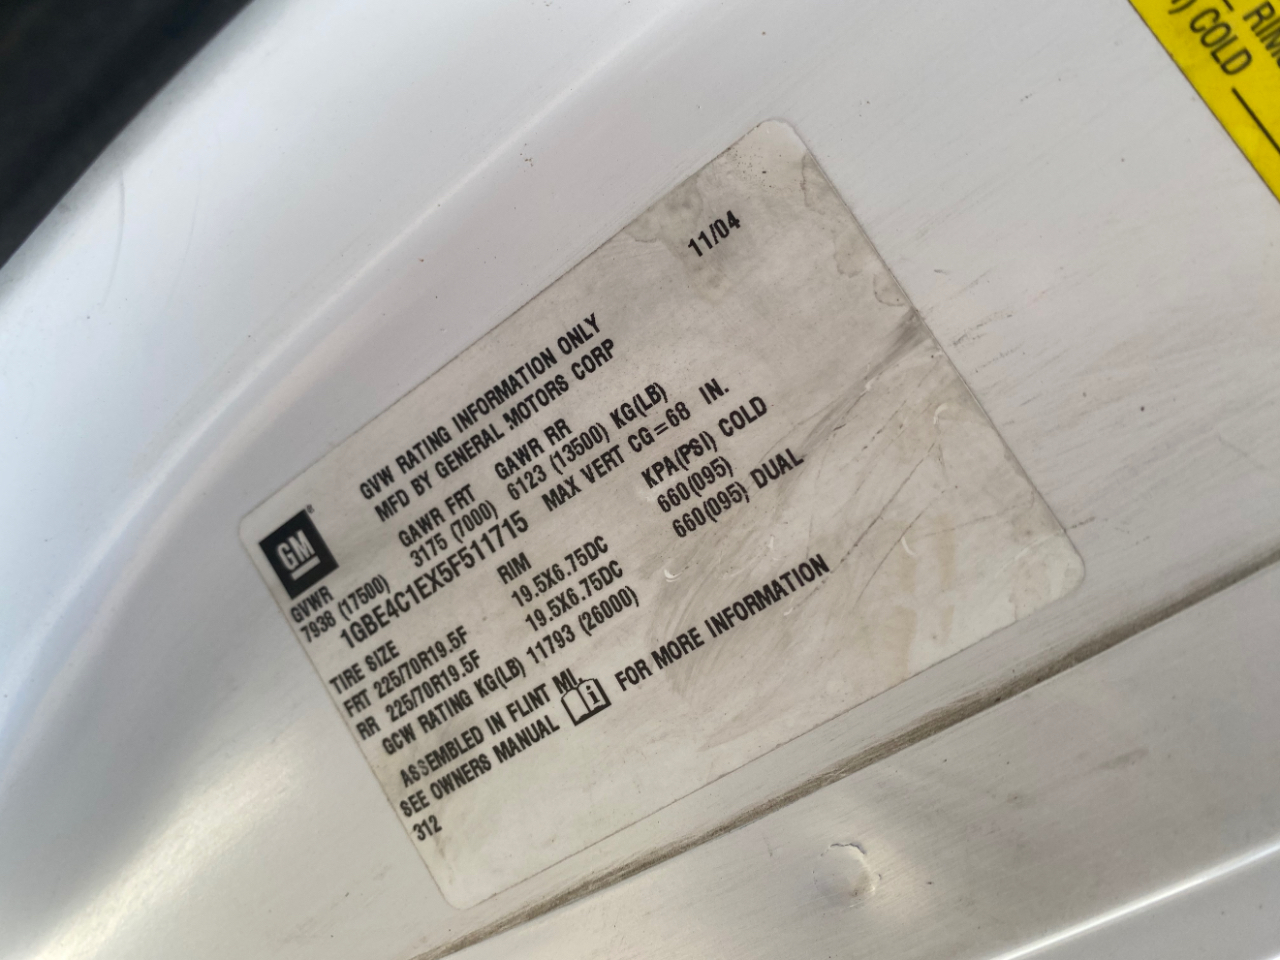 RIM
) COLD
11/04
GVW RATING INFORMATION ONLY
MFD BY GENERAL MOTORS CORP
GM®
GVWR GAWR FRT GAWR RR
7938 (17500) 3175 (7000) 6123 (13500) KG(LB)
1GBE4C1EX5F511715 MAX VERT CG=68 IN.
TIRE SIZE RIM KPA(PSI) COLD
FRT 225/70R19.5F 19.5X6.75DC 660(095)
RR 225/70R19.5F 19.5X6.75DC 660(095) DUAL
GCW RATING KG(LB) 11793 (26000)
ASSEMBLED IN FLINT MI.
SEE OWNERS MANUAL i FOR MORE INFORMATION
312